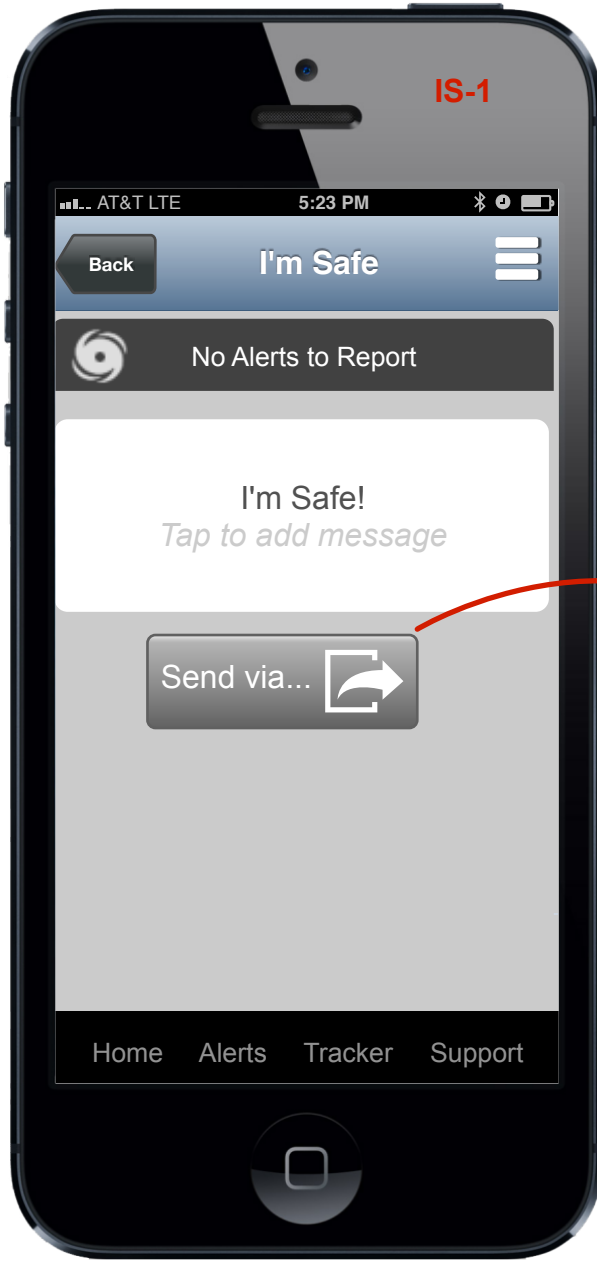 IS-1
AT&T LTE 5:23 PM
Back I'm Safe
No Alerts to Report
I'm Safe!
Tap to add message
Send via...
Home Alerts Tracker Support